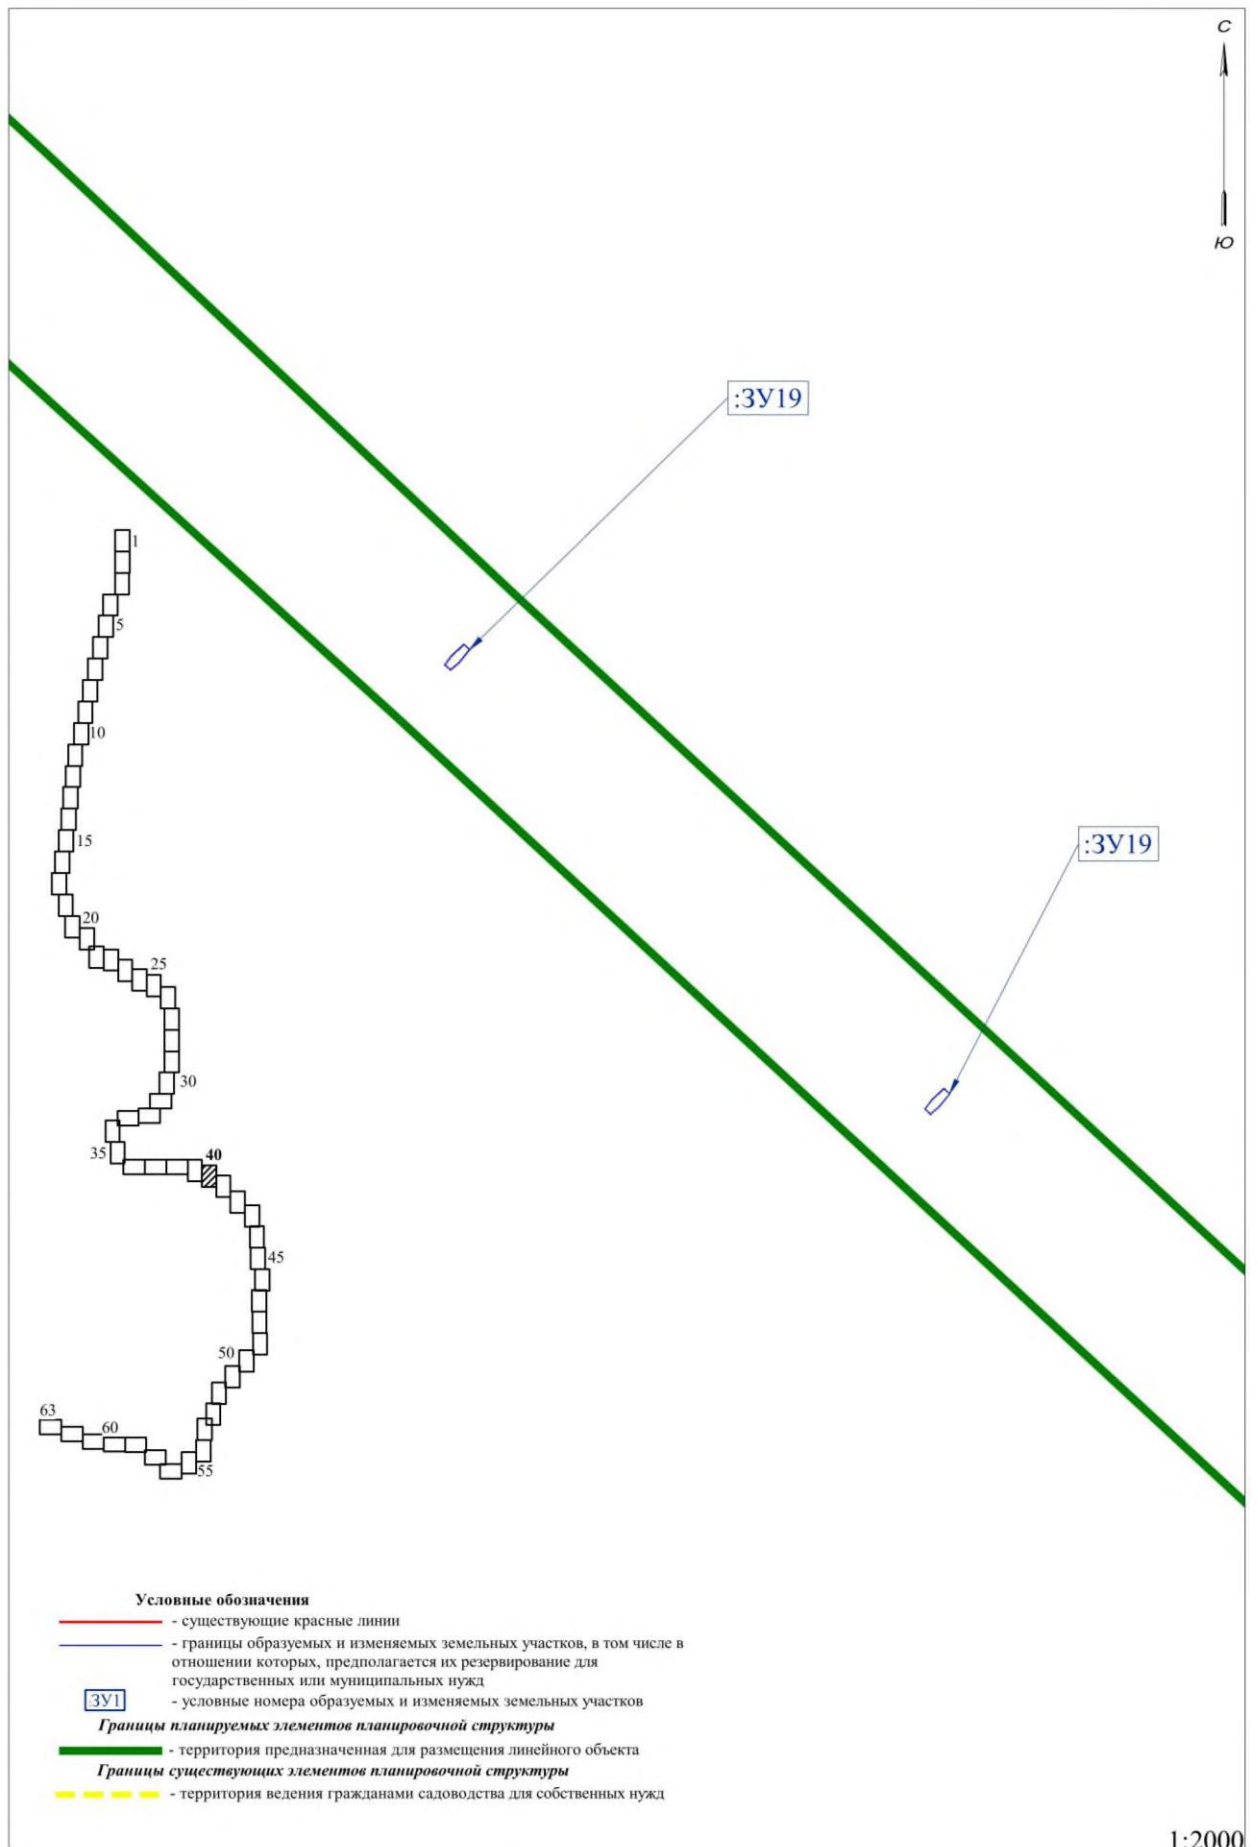 С
Ю
:ЗУ19
:ЗУ19
1
5
10
15
20
25
30
35
40
45
50
55
60
63
Условные обозначения
- существующие красные линии
- границы образуемых и изменяемых земельных участков, в том числе в
отношении которых, предполагается их резервирование для
государственных или муниципальных нужд
:ЗУ1
- условные номера образуемых и изменяемых земельных участков
Границы планируемых элементов планировочной структуры
- территория предназначенная для размещения линейного объекта
Границы существующих элементов планировочной структуры
- территория ведения гражданами садоводства для собственных нужд
1:2000